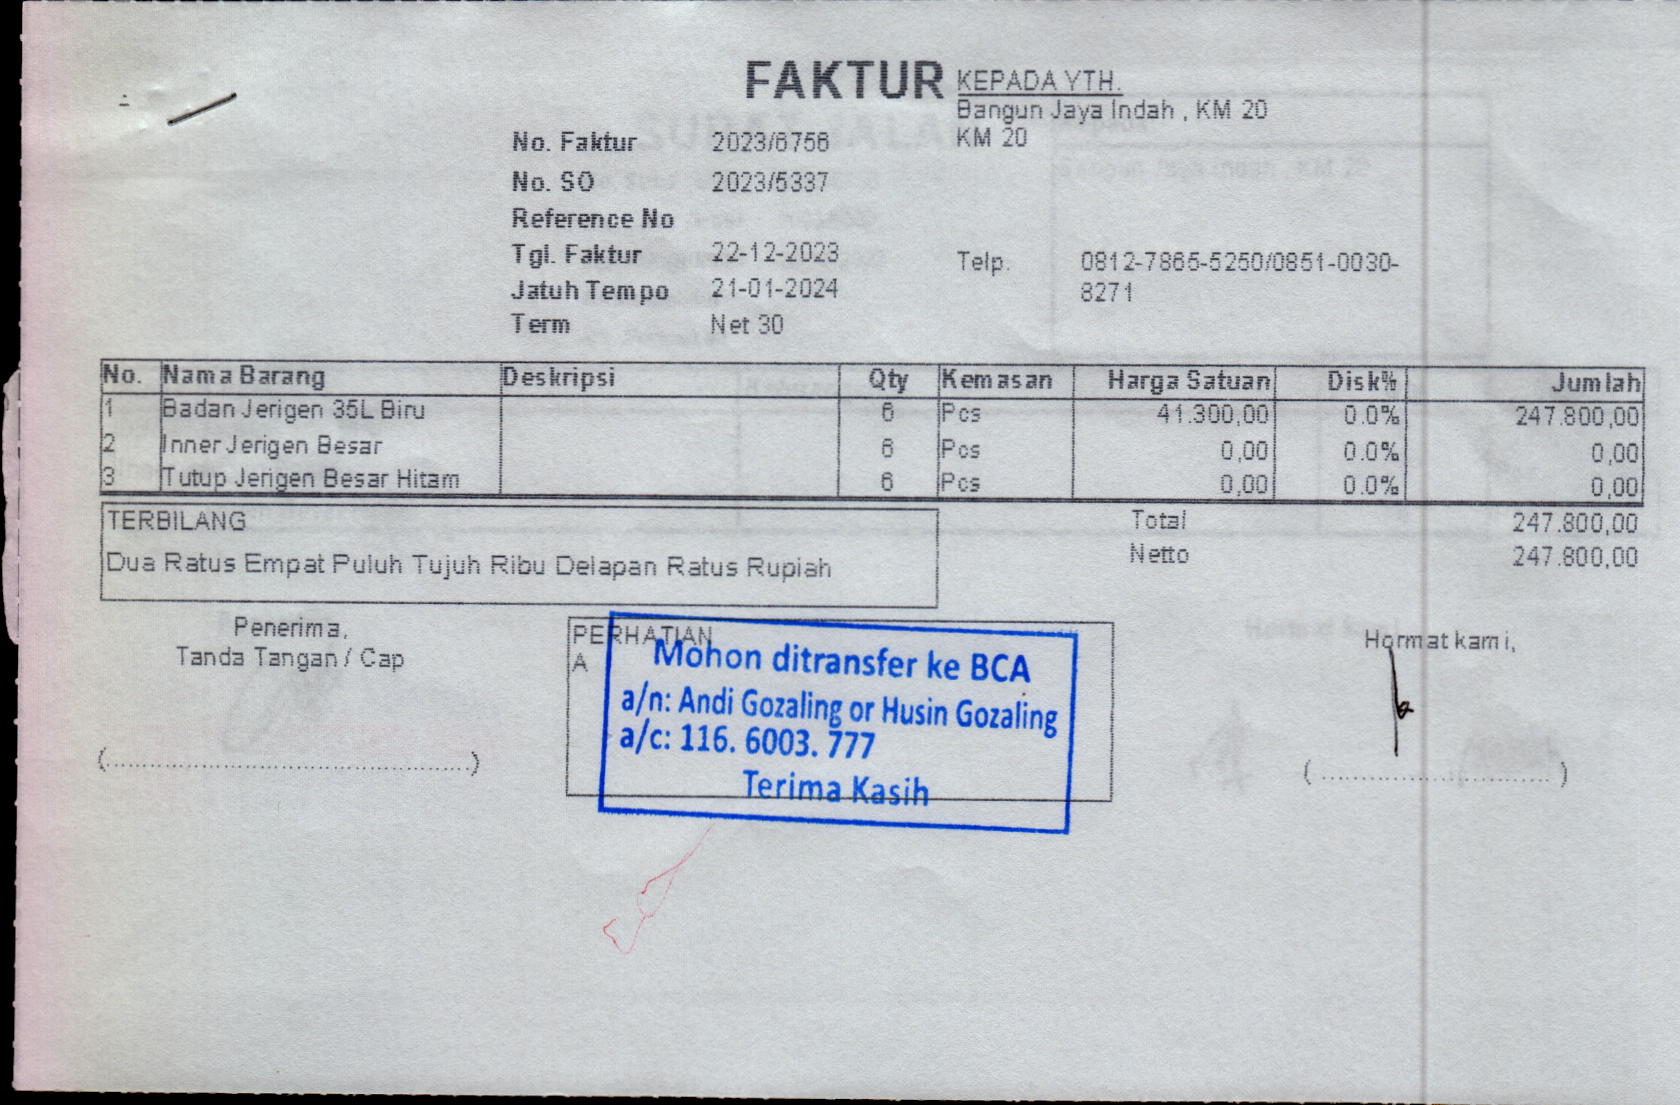 FAKTUR
KEPADA YTH.
Bangun Jaya Indah , KM 20
KM 20
No. Faktur 2023/6756
No. SO 2023/5337
Reference No
Tgl. Faktur 22-12-2023
Jatuh Tempo 21-01-2024
Term Net 30
Telp. 0812-7865-5250/0851-0030-
8271
No. Nama Barang Deskripsi Qty Kemasan Harga Satuan Disk% Jumlah
1 Badan Jerigen 35L Biru 6 Pcs 41.300,00 0.0% 247.800,00
2 Inner Jerigen Besar 6 Pcs 0,00 0.0% 0,00
3 Tutup Jerigen Besar Hitam 6 Pcs 0,00 0.0% 0,00
TERBILANG
Dua Ratus Empat Puluh Tujuh Ribu Delapan Ratus Rupiah
Total 247.800,00
Netto 247.800,00
Penerima,
Tanda Tangan / Cap
(................................................)
PERHATIAN
A
Mohon ditransfer ke BCA
a/n: Andi Gozaling or Husin Gozaling
a/c: 116. 6003. 777
Terima Kasih
Hormat kami,
( .............................. )